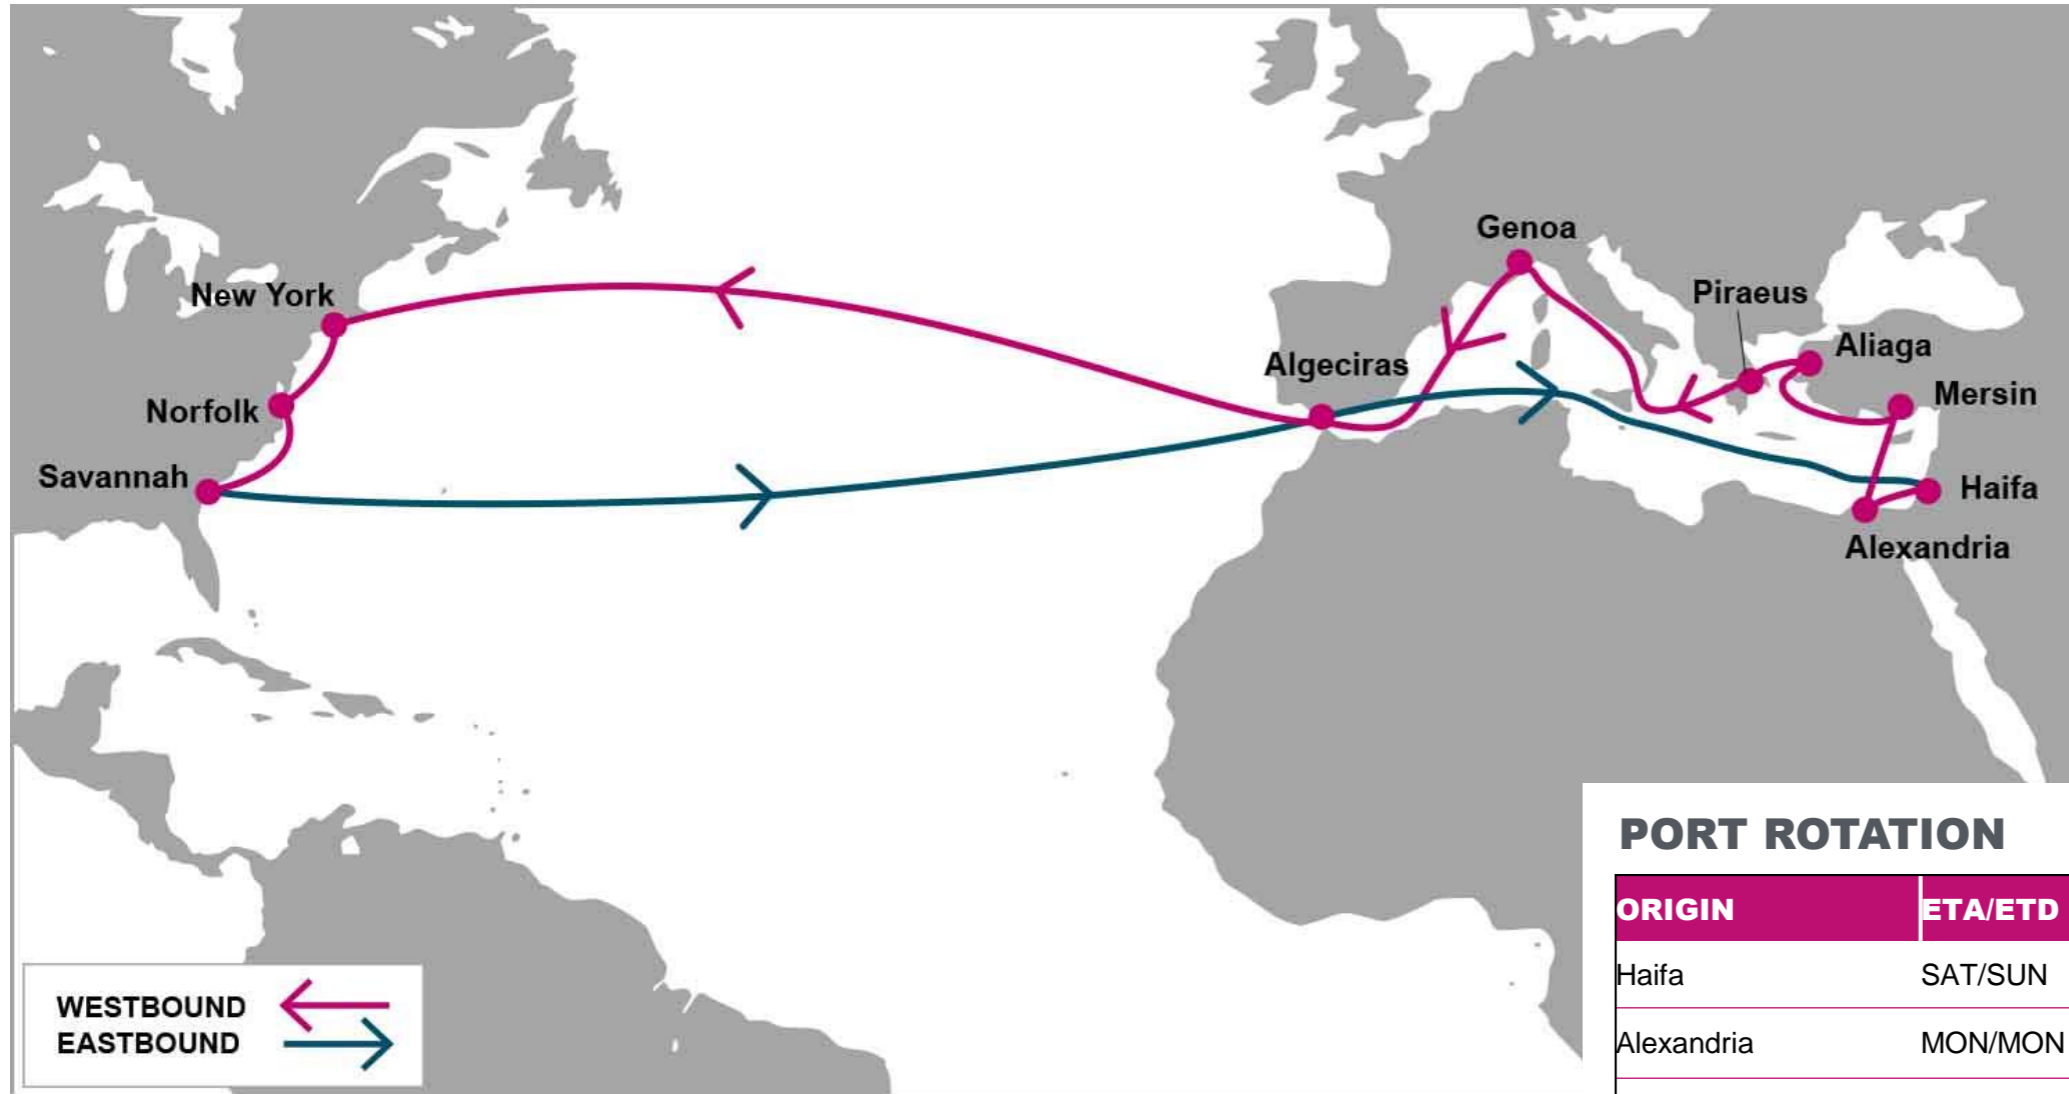 Genoa
New York
Piraeus
Aliaga
Algeciras
Mersin
Norfolk
Savannah
Haifa
Alexandria
PORT ROTATION
ORIGIN ETA/ETD
Haifa SAT/SUN
Alexandria MON/MON
WESTBOUND
EASTBOUND